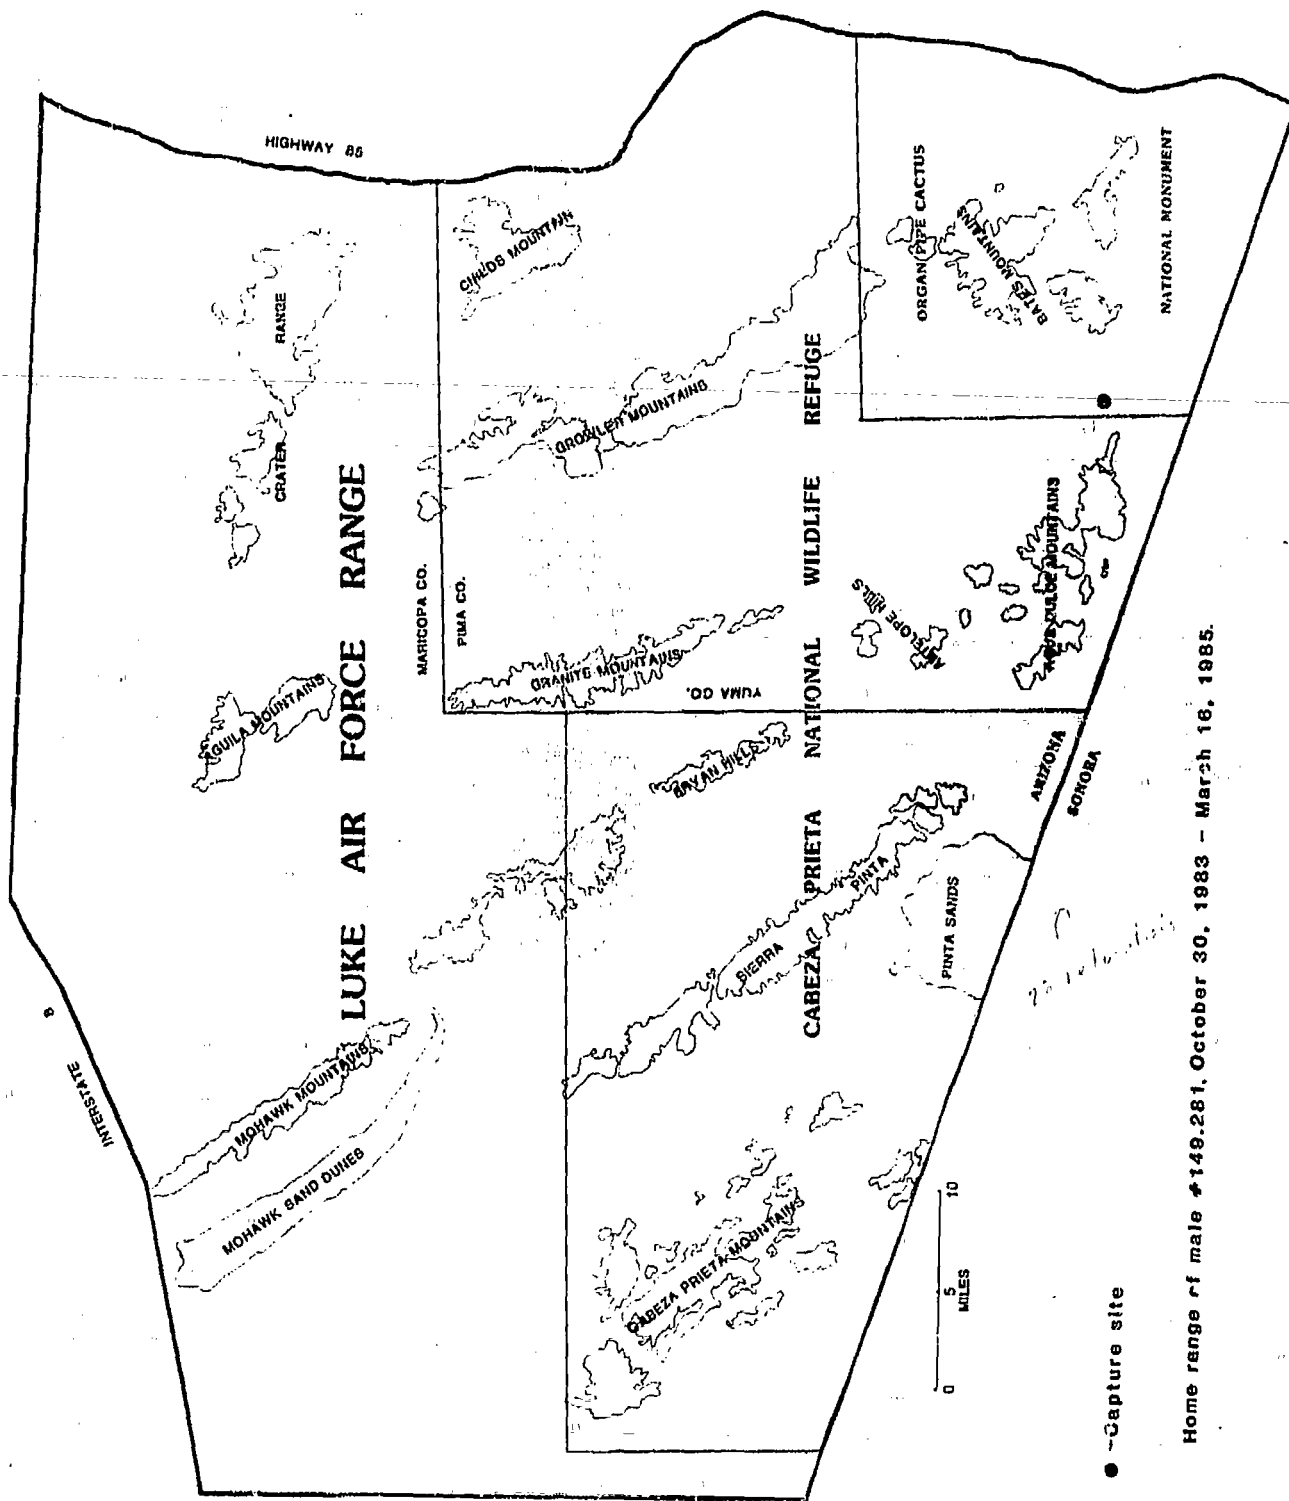 INTERSTATE 8
HIGHWAY 85
MOHAWK SAND DUNES
MOHAWK MOUNTAINS
AGUILA MOUNTAINS
CRATER RANGE
LUKE AIR FORCE RANGE
MARICOPA CO.
PIMA CO.
CHILDS MOUNTAIN
GROWLER MOUNTAINS
GRANITE MOUNTAINS
YUMA CO.
BRYAN HILLS
CABEZA PRIETA NATIONAL WILDLIFE REFUGE
CABEZA PRIETA MOUNTAINS
SIERRA PINTA
PINTA SANDS
ANTELOPE HILLS
AGUA DULCE MOUNTAINS
ORGAN PIPE CACTUS
BATES MOUNTAINS
NATIONAL MONUMENT
ARIZONA
SONORA
0 5 10
MILES
-Capture site
Home range of male #149.281, October 30, 1983 - March 16, 1985.